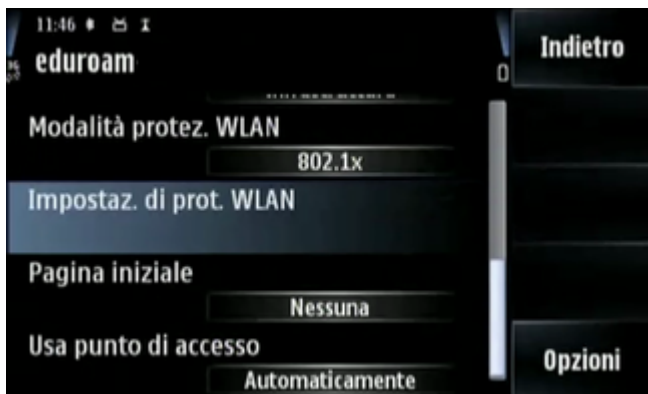 11:46
eduroam
Indietro
Modalità protez. WLAN
802.1x
Impostaz. di prot. WLAN
Pagina iniziale
Nessuna
Usa punto di accesso
Automaticamente
Opzioni